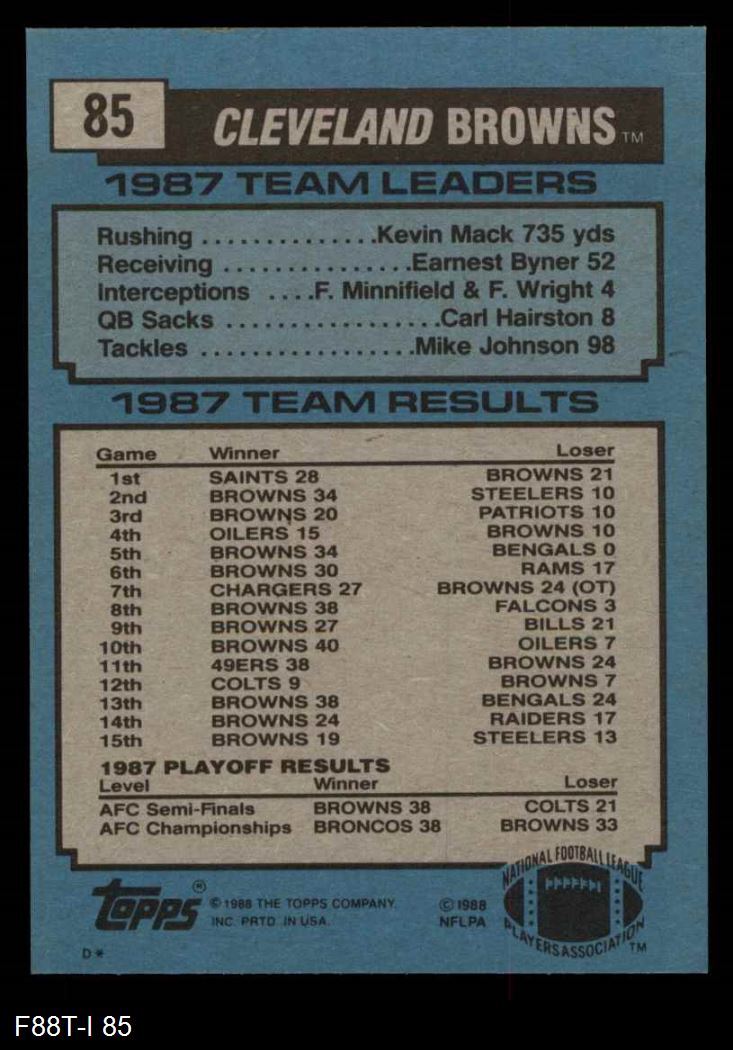 85
CLEVELAND BROWNS™
1987 TEAM LEADERS
Rushing ..............Kevin Mack 735 yds
Receiving ...............Earnest Byner 52
Interceptions ....F. Minnifield & F. Wright 4
QB Sacks .................Carl Hairston 8
Tackles .................Mike Johnson 98
1987 TEAM RESULTS
Game Winner Loser
1st SAINTS 28 BROWNS 21
2nd BROWNS 34 STEELERS 10
3rd BROWNS 20 PATRIOTS 10
4th OILERS 15 BROWNS 10
5th BROWNS 34 BENGALS 0
6th BROWNS 30 RAMS 17
7th CHARGERS 27 BROWNS 24 (OT)
8th BROWNS 38 FALCONS 3
9th BROWNS 27 BILLS 21
10th BROWNS 40 OILERS 7
11th 49ERS 38 BROWNS 24
12th COLTS 9 BROWNS 7
13th BROWNS 38 BENGALS 24
14th BROWNS 24 RAIDERS 17
15th BROWNS 19 STEELERS 13
1987 PLAYOFF RESULTS
Level Winner Loser
AFC Semi-Finals BROWNS 38 COLTS 21
AFC Championships BRONCOS 38 BROWNS 33
topps®
© 1988 THE TOPPS COMPANY,
INC. PRTD. IN USA.
© 1988
NFLPA
NATIONAL FOOTBALL LEAGUE
PLAYERS ASSOCIATION™
D*
F88T-I 85